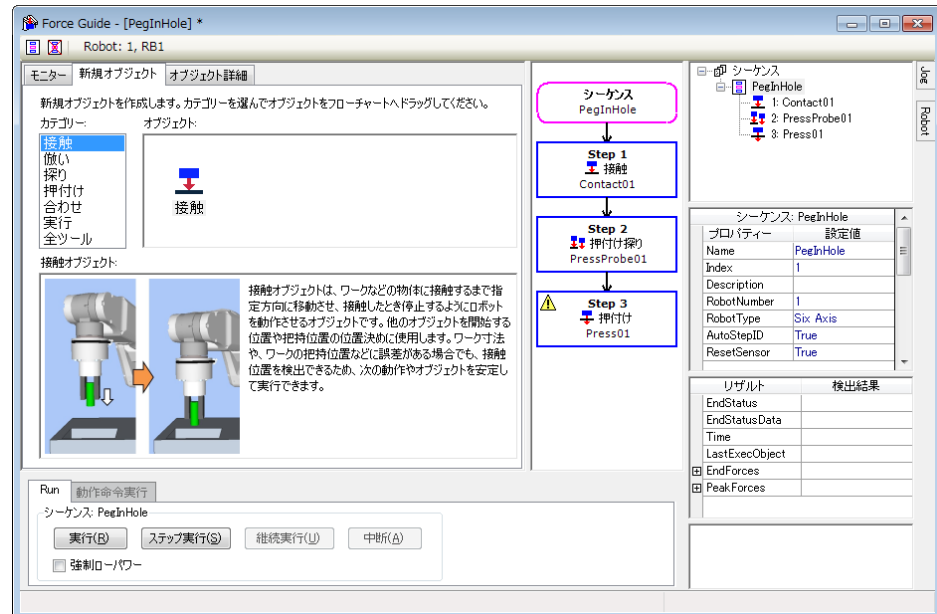 Force Guide - [PegInHole] *
Robot: 1, RB1
モニター 新規オブジェクト オブジェクト詳細
新規オブジェクトを作成します。カテゴリーを選んでオブジェクトをフローチャートへドラッグしてください。
カテゴリー: オブジェクト:
接触
倣い
探り
押付け
合わせ
実行
全ツール
接触
接触オブジェクト:
接触オブジェクトは、ワークなどの物体に接触するまで指
定方向に移動させ、接触したとき停止するようにロボット
を動作させるオブジェクトです。他のオブジェクトを開始する
位置や把持位置の位置決めに使用します。ワーク寸法
や、ワークの把持位置などに誤差がある場合でも、接触
位置を検出できるため、次の動作やオブジェクトを安定し
て実行できます。
Run 動作命令実行
シーケンス: PegInHole
実行(R) ステップ実行(S) 継続実行(U) 中断(A)
強制ローパワー
シーケンス
PegInHole
Step 1
接触
Contact01
Step 2
押付け探り
PressProbe01
Step 3
押付け
Press01
シーケンス
PegInHole
1: Contact01
2: PressProbe01
3: Press01
シーケンス: PegInHole
プロパティー 設定値
Name PegInHole
Index 1
Description
RobotNumber 1
RobotType Six Axis
AutoStepID True
ResetSensor True
リザルト 検出結果
EndStatus
EndStatusData
Time
LastExecObject
EndForces
PeakForces
Jog
Robot